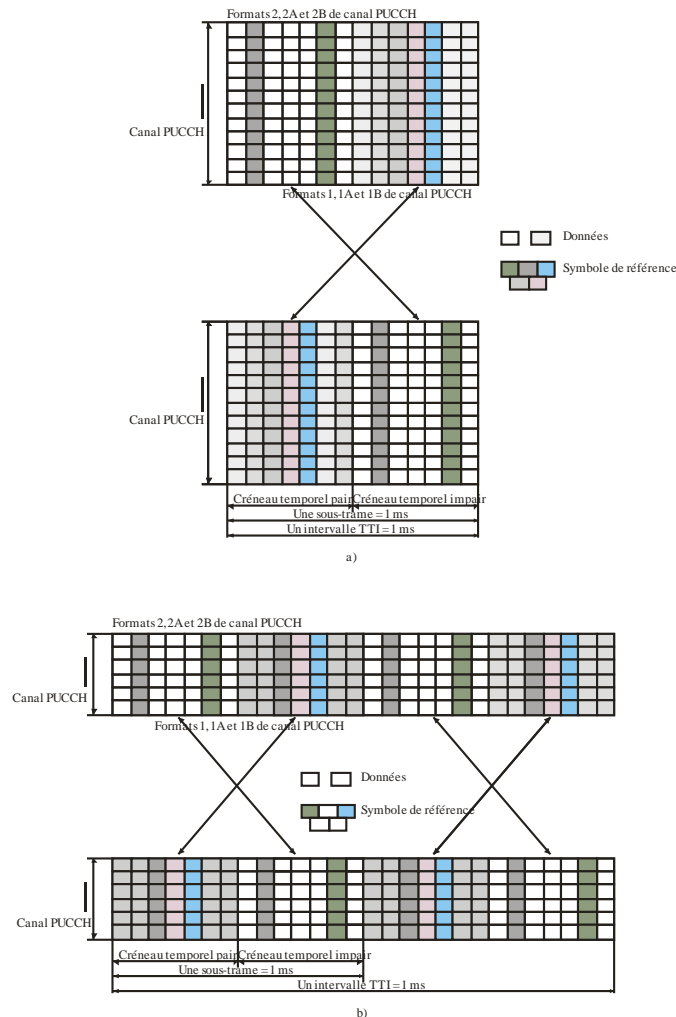 Formats 2, 2A et 2B de canal PUCCH
Canal PUCCH
Formats 1, 1A et 1B de canal PUCCH
Données
Symbole de référence
Canal PUCCH
Créneau temporel pair Créneau temporel impair
Une sous-trame = 1 ms
Un intervalle TTI = 1 ms
a)
Formats 2, 2A et 2B de canal PUCCH
Canal PUCCH
Formats 1, 1A et 1B de canal PUCCH
Données
Symbole de référence
Canal PUCCH
Créneau temporel pair Créneau temporel impair
Une sous-trame = 1 ms
Un intervalle TTI = 1 ms
b)